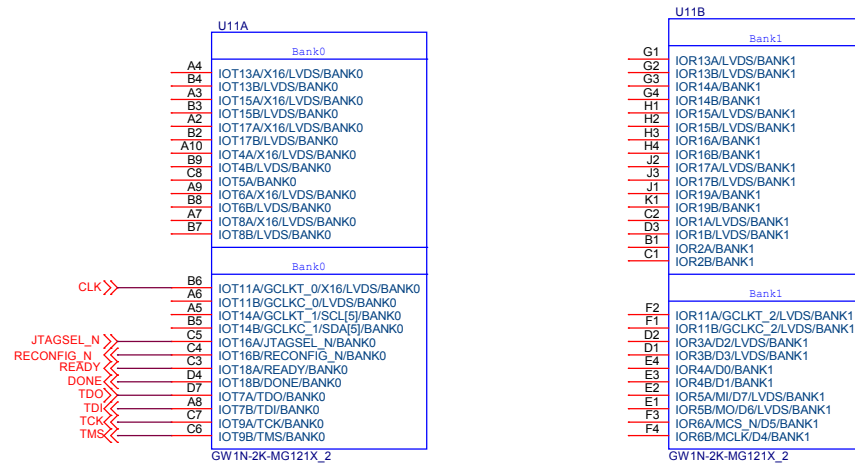 U11A
Bank0
A4 IOT13A/X16/LVDS/BANK0
B4 IOT13B/LVDS/BANK0
A3 IOT15A/X16/LVDS/BANK0
B3 IOT15B/LVDS/BANK0
A2 IOT17A/X16/LVDS/BANK0
B2 IOT17B/LVDS/BANK0
A10 IOT4A/X16/LVDS/BANK0
B9 IOT4B/LVDS/BANK0
C8 IOT5A/BANK0
A9 IOT6A/X16/LVDS/BANK0
B8 IOT6B/LVDS/BANK0
A7 IOT8A/X16/LVDS/BANK0
B7 IOT8B/LVDS/BANK0
Bank0
CLK B6 IOT11A/GCLKT_0/X16/LVDS/BANK0
A6 IOT11B/GCLKC_0/LVDS/BANK0
A5 IOT14A/GCLKT_1/SCL[5]/BANK0
B5 IOT14B/GCLKC_1/SDA[5]/BANK0
JTAGSEL_N C5 IOT16A/JTAGSEL_N/BANK0
RECONFIG_N C4 IOT16B/RECONFIG_N/BANK0
READY C3 IOT18A/READY/BANK0
DONE D4 IOT18B/DONE/BANK0
TDO D7 IOT7A/TDO/BANK0
TDI A8 IOT7B/TDI/BANK0
TCK C7 IOT9A/TCK/BANK0
TMS C6 IOT9B/TMS/BANK0
GW1N-2K-MG121X_2
U11B
Bank1
G1 IOR13A/LVDS/BANK1
G2 IOR13B/LVDS/BANK1
G3 IOR14A/BANK1
G4 IOR14B/BANK1
H1 IOR15A/LVDS/BANK1
H2 IOR15B/LVDS/BANK1
H3 IOR16A/BANK1
H4 IOR16B/BANK1
J2 IOR17A/LVDS/BANK1
J3 IOR17B/LVDS/BANK1
J1 IOR19A/BANK1
K1 IOR19B/BANK1
C2 IOR1A/LVDS/BANK1
D3 IOR1B/LVDS/BANK1
B1 IOR2A/BANK1
C1 IOR2B/BANK1
Bank1
F2 IOR11A/GCLKT_2/LVDS/BANK1
F1 IOR11B/GCLKC_2/LVDS/BANK1
D2 IOR3A/D2/LVDS/BANK1
D1 IOR3B/D3/LVDS/BANK1
E4 IOR4A/D0/BANK1
E3 IOR4B/D1/BANK1
E2 IOR5A/MI/D7/LVDS/BANK1
E1 IOR5B/MO/D6/LVDS/BANK1
F3 IOR6A/MCS_N/D5/BANK1
F4 IOR6B/MCLK/D4/BANK1
GW1N-2K-MG121X_2